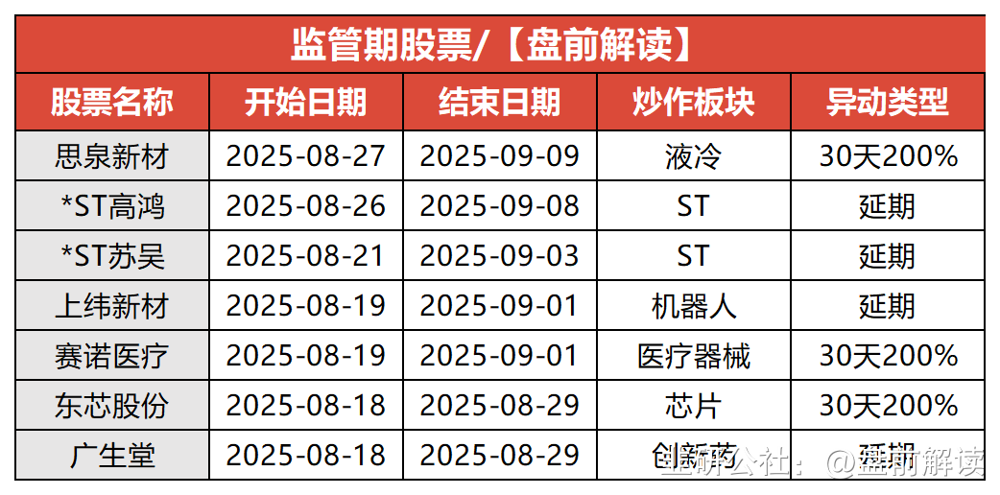 监管期股票/【盘前解读】
股票名称 开始日期 结束日期 炒作板块 异动类型
思泉新材 2025-08-27 2025-09-09 液冷 30天200%
*ST高鸿 2025-08-26 2025-09-08 ST 延期
*ST苏吴 2025-08-21 2025-09-03 ST 延期
上纬新材 2025-08-19 2025-09-01 机器人 延期
赛诺医疗 2025-08-19 2025-09-01 医疗器械 30天200%
东芯股份 2025-08-18 2025-08-29 芯片 30天200%
广生堂 2025-08-18 2025-08-29 创新药 延期
研公社：@盘前解读